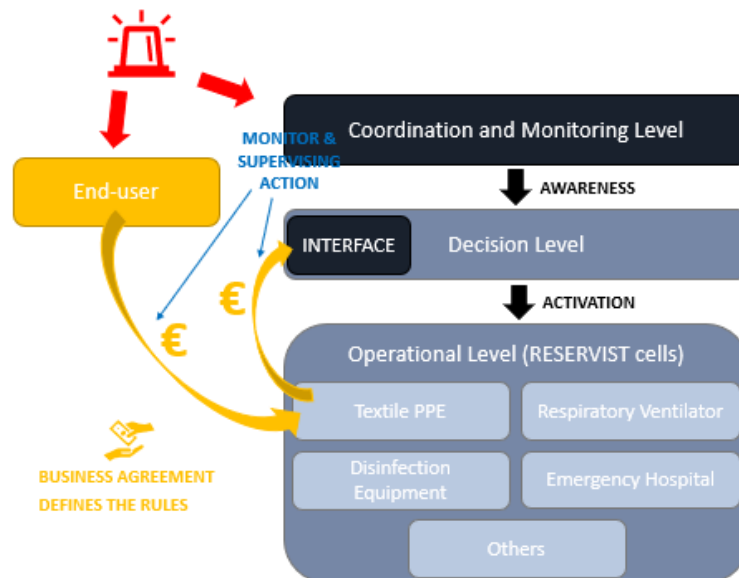 Coordination and Monitoring Level
MONITOR &
SUPERVISING
ACTION
End-user
AWARENESS
INTERFACE
Decision Level
€
ACTIVATION
€
Operational Level (RESERVIST cells)
Textile PPE
Respiratory Ventilator
Disinfection
Equipment
Emergency Hospital
BUSINESS AGREEMENT
DEFINES THE RULES
Others